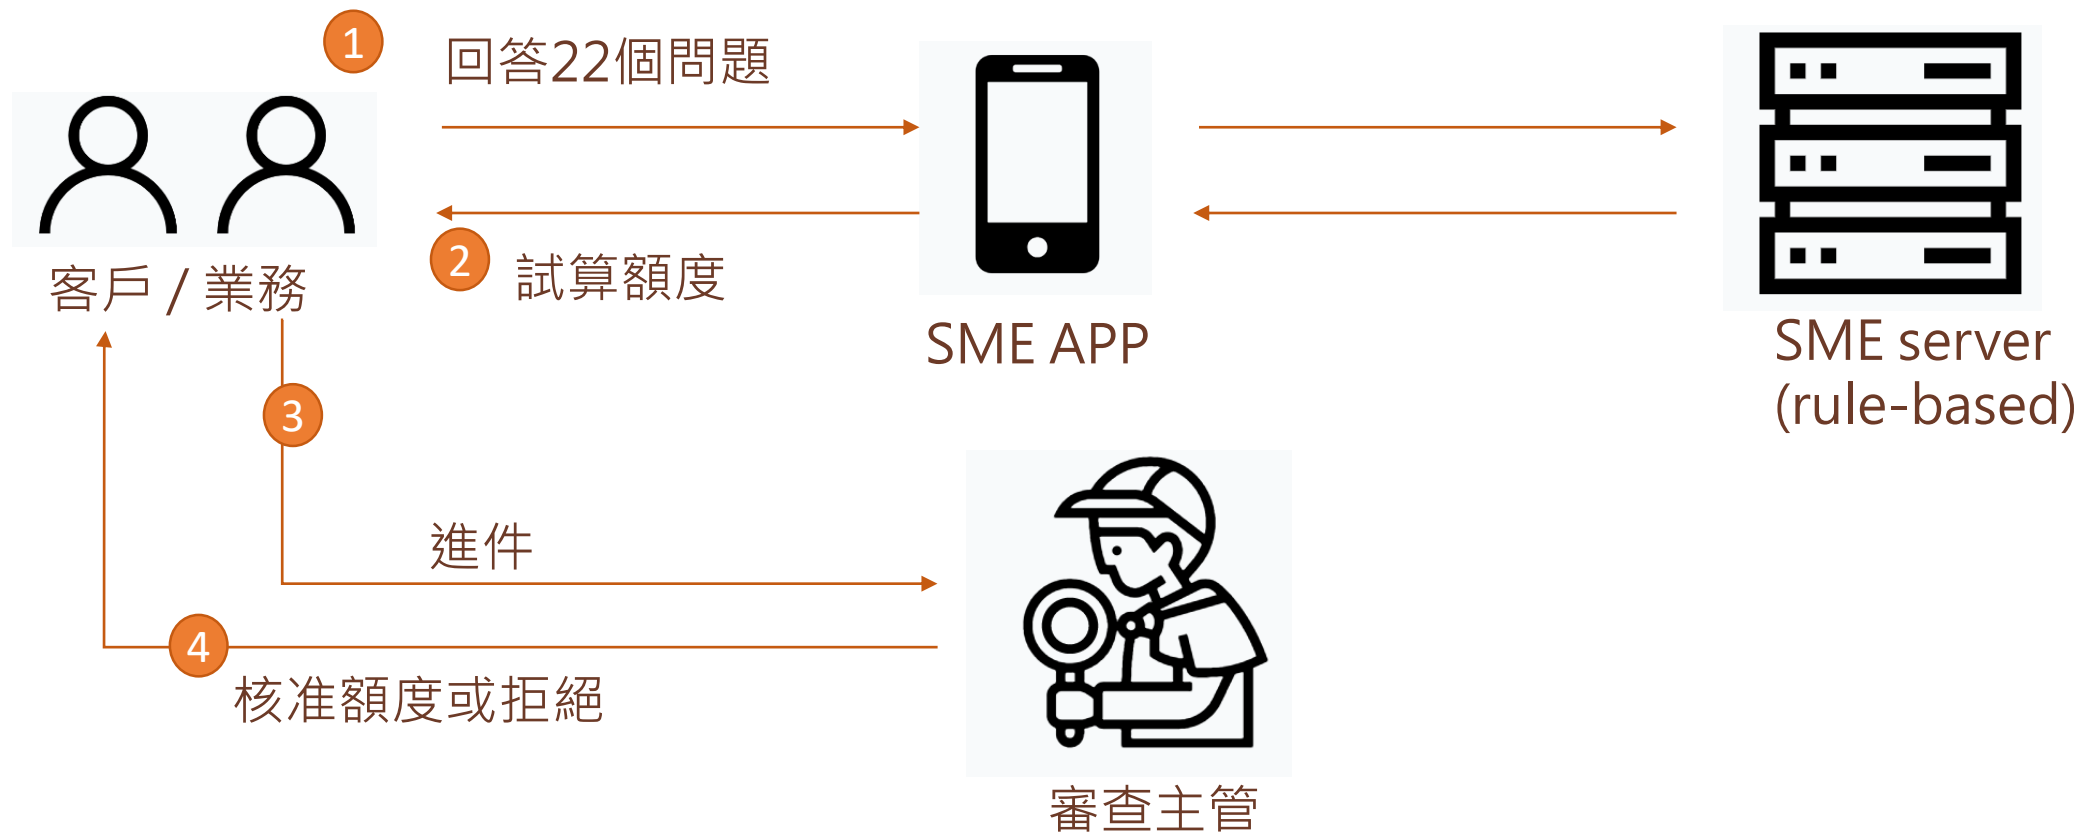 1
回答22個問題
2
試算額度
客戶 / 業務
SME APP
SME server
(rule-based)
3
進件
4
核准額度或拒絕
審查主管